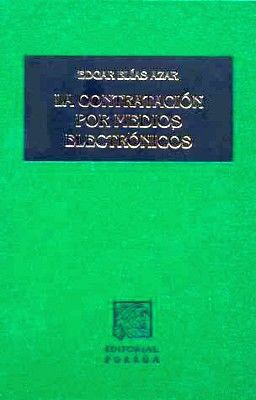 EDGAR ELÍAS AZAR
LA CONTRATACIÓN
POR MEDIOS
ELECTRÓNICOS
EDITORIAL
PORRÚA